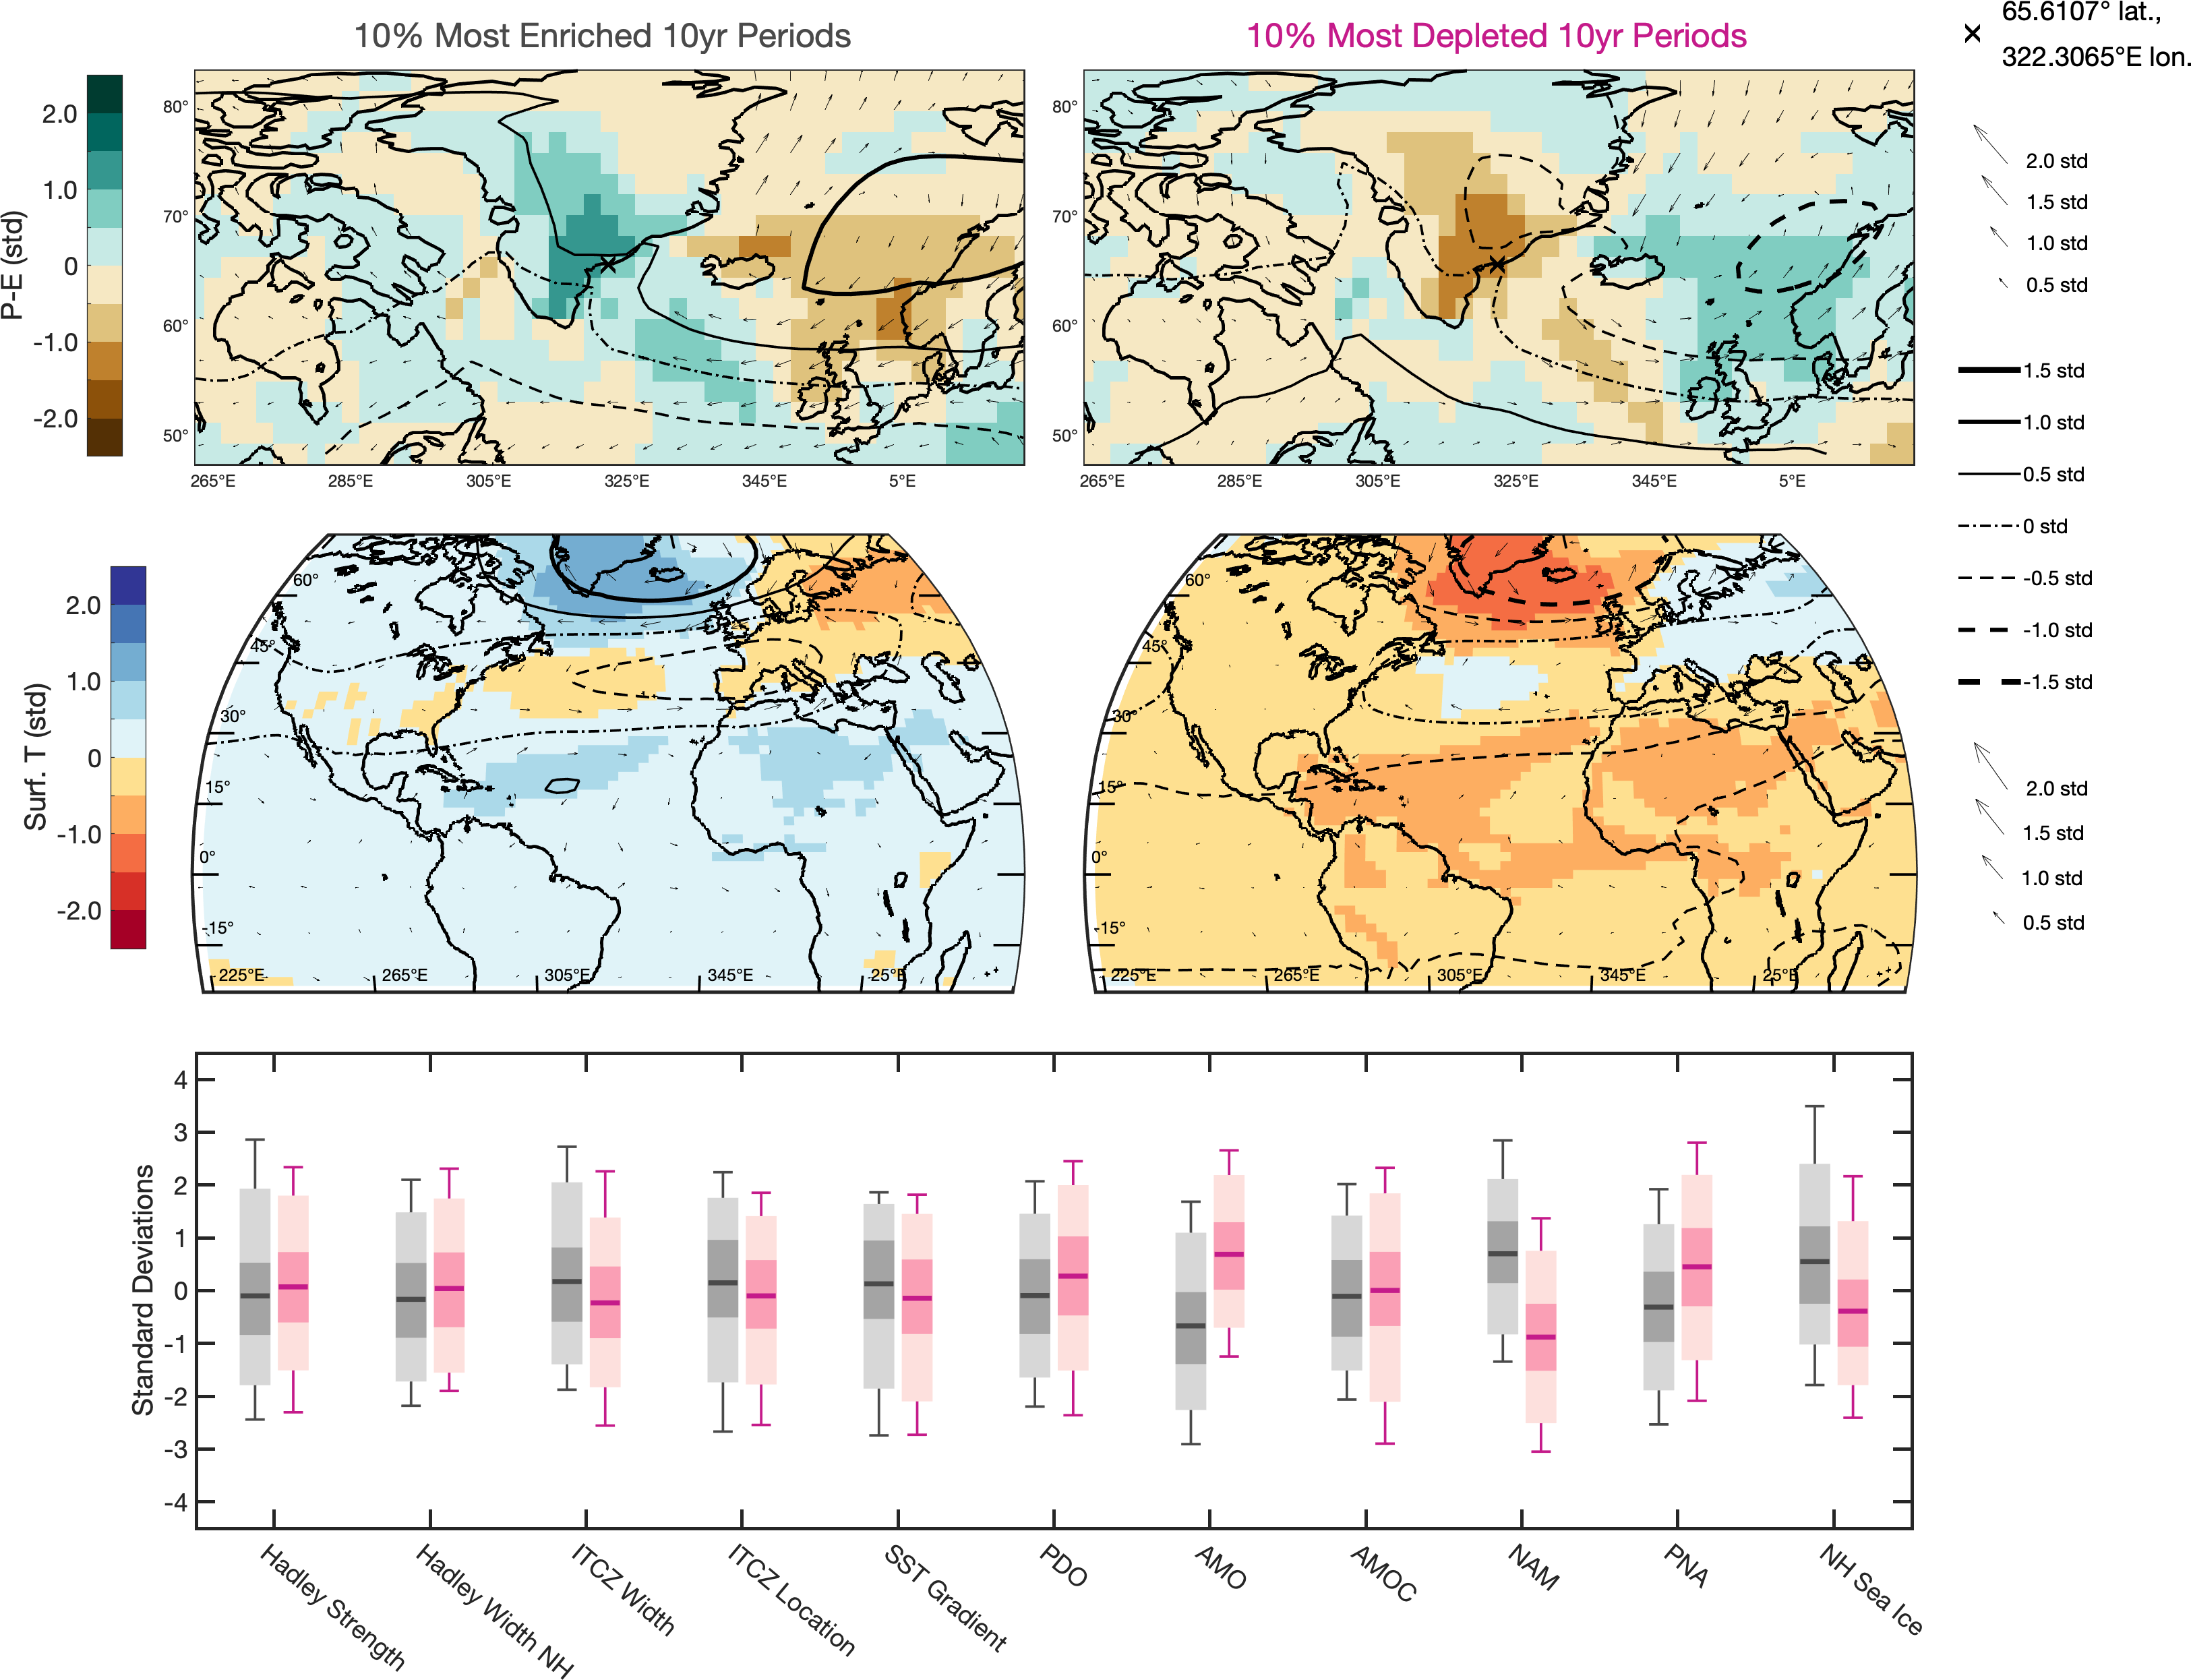 10% Most Enriched 10yr Periods
10% Most Depleted 10yr Periods
65.6107° lat.,
322.3065°E lon.
P-E (std)
2.0
1.0
0
-1.0
-2.0
80°
70°
60°
50°
265°E
285°E
305°E
325°E
345°E
5°E
80°
70°
60°
50°
265°E
285°E
305°E
325°E
345°E
5°E
2.0 std
1.5 std
1.0 std
0.5 std
1.5 std
1.0 std
0.5 std
0 std
-0.5 std
-1.0 std
-1.5 std
Surf. T (std)
2.0
1.0
0
-1.0
-2.0
60°
45°
30°
15°
0°
-15°
225°E
265°E
305°E
345°E
25°E
60°
45°
30°
15°
0°
-15°
225°E
265°E
305°E
345°E
25°E
2.0 std
1.5 std
1.0 std
0.5 std
Standard Deviations
4
3
2
1
0
-1
-2
-3
-4
Hadley Strength
Hadley Width NH
ITCZ Width
ITCZ Location
SST Gradient
PDO
AMO
AMOC
NAM
PNA
NH Sea Ice